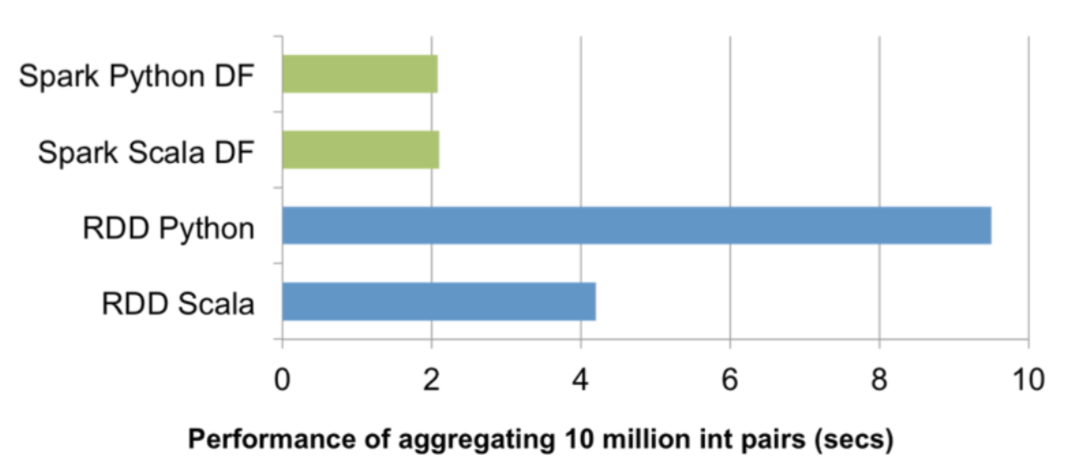 Spark Python DF
Spark Scala DF
RDD Python
RDD Scala
0 2 4 6 8 10
Performance of aggregating 10 million int pairs (secs)